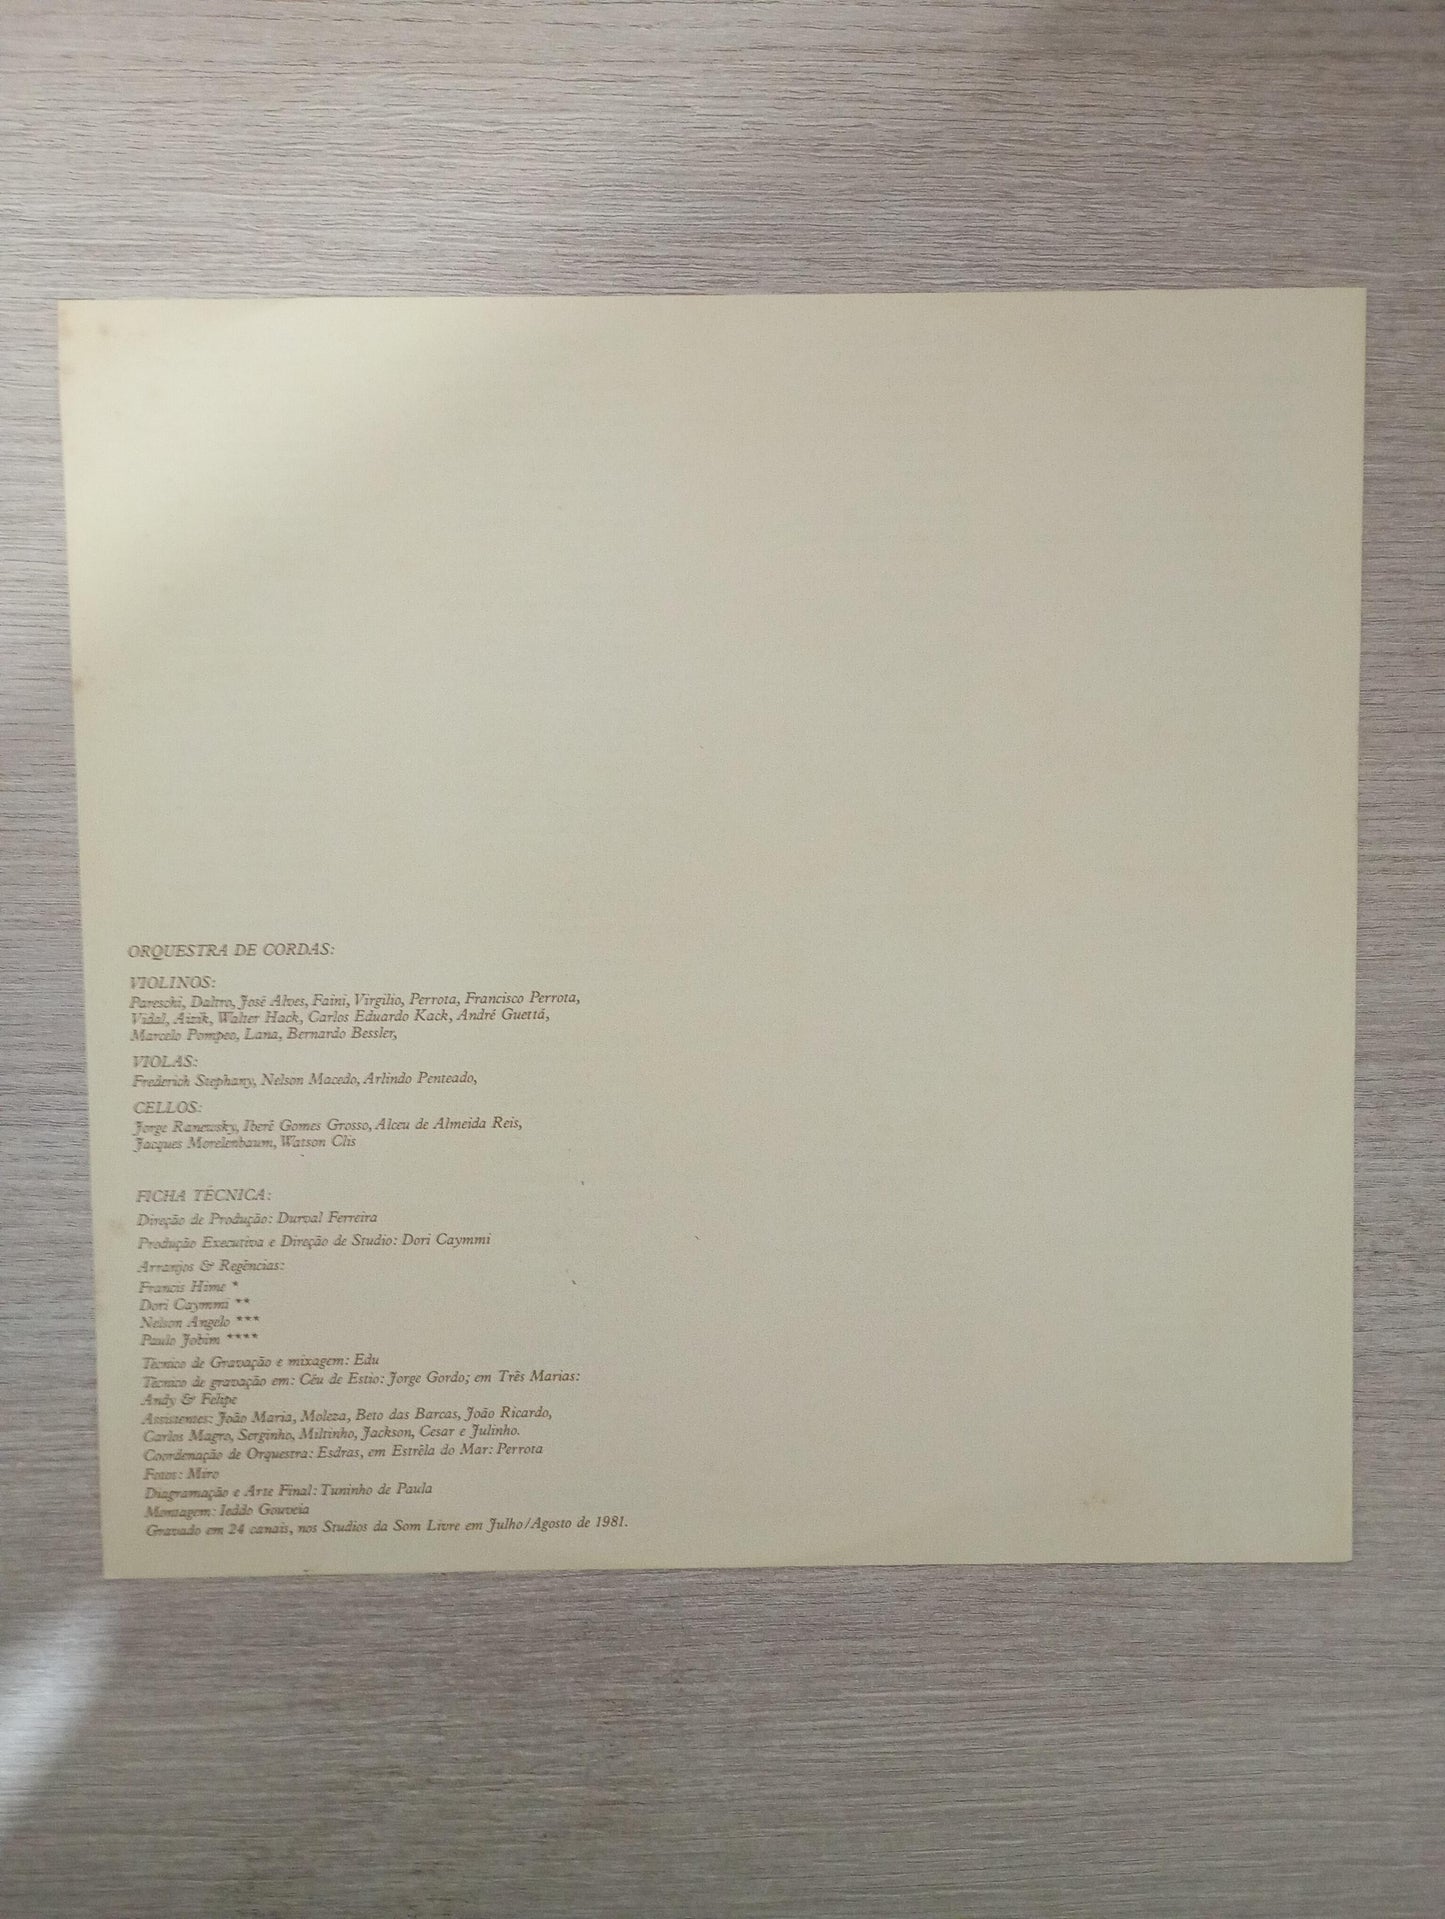 ORQUESTRA DE CORDAS:
VIOLINOS:
Pareschi, Daltro, José Alves, Faini, Virgilio, Perrota, Francisco Perrota,
Vidal, Aizik, Walter Hack, Carlos Eduardo Kack, André Guettá,
Marcelo Pompeo, Lana, Bernardo Bessler,
VIOLAS:
Frederich Stephany, Nelson Macedo, Arlindo Penteado,
CELLOS:
Jorge Ranewsky, Iberê Gomes Grosso, Alceu de Almeida Reis,
Jacques Morelenbaum, Watson Clis
FICHA TÉCNICA:
Direção de Produção: Durval Ferreira
Produção Executiva e Direção de Studio: Dori Caymmi
Arranjos & Regências:
Francis Hime *
Dori Caymmi **
Nelson Angelo ***
Paulo Jobim ****
Técnico de Gravação e mixagem: Edu
Técnico de gravação em: Céu de Estio: Jorge Gordo; em Três Marias:
Andy & Felipe
Assistentes: João Maria, Moleza, Beto das Barcas, João Ricardo,
Carlos Magro, Serginho, Miltinho, Jackson, Cesar e Julinho.
Coordenação de Orquestra: Esdras, em Estrêla do Mar: Perrota
Fotos: Miro
Diagramação e Arte Final: Tuninho de Paula
Montagem: Ieddo Gouveia
Gravado em 24 canais, nos Studios da Som Livre em Julho/Agosto de 1981.